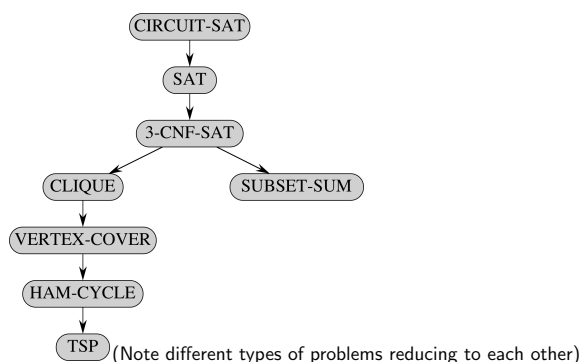 CIRCUIT-SAT
SAT
3-CNF-SAT
CLIQUE SUBSET-SUM
VERTEX-COVER
HAM-CYCLE
TSP (Note different types of problems reducing to each other)